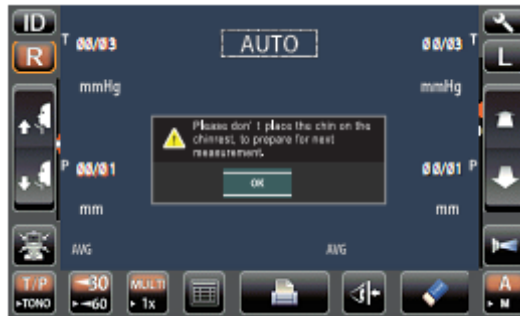 ID
R
T 00/03
AUTO
00/03 T
L
mmHg
mmHg
Please don't place the chin on the
chinrest, to prepare for next
measurement.
OK
P 00/01
00/01 P
mm
mm
AVG
AVG
T/P
▸TONO
30
▸60
MULTI
▸ 1x
A
▸ M